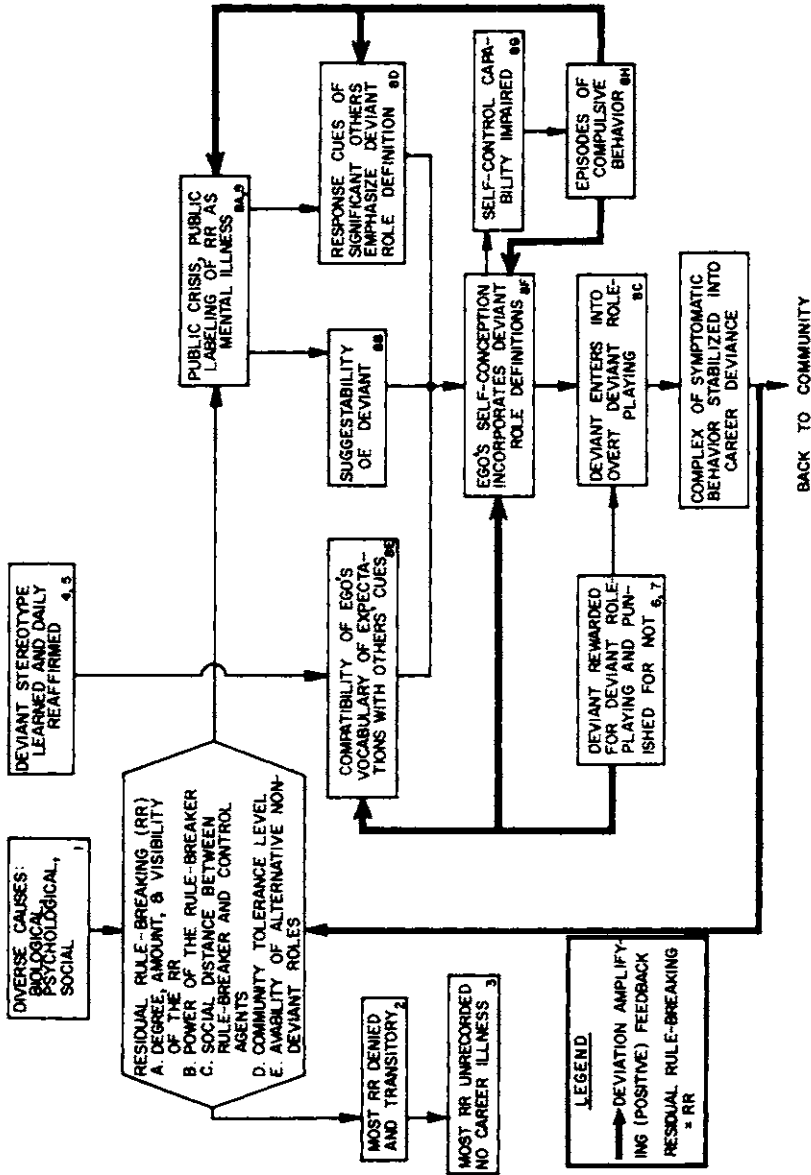 DIVERSE CAUSES:
BIOLOGICAL,
PSYCHOLOGICAL,
SOCIAL
1
DEVIANT STEREOTYPE
LEARNED AND DAILY
REAFFIRMED
4, 5
RESIDUAL RULE-BREAKING (RR)
A. DEGREE, AMOUNT, & VISIBILITY
OF THE RR
B. POWER OF THE RULE-BREAKER
C. SOCIAL DISTANCE BETWEEN
RULE-BREAKER AND CONTROL
AGENTS
D. COMMUNITY TOLERANCE LEVEL
E. AVABILITY OF ALTERNATIVE NON-
DEVIANT ROLES
PUBLIC CRISIS, PUBLIC
LABELING OF RR AS
MENTAL ILLNESS
8A, 9
MOST RR DENIED
AND TRANSITORY
2
MOST RR UNRECORDED
NO CAREER ILLNESS
3
COMPATIBILITY OF EGO'S
VOCABULARY OF EXPECTA-
TIONS WITH OTHERS' CUES
8E
SUGGESTABILITY
OE DEVIANT
8B
RESPONSE CUES OF
SIGNIFICANT OTHERS
EMPHASIZE DEVIANT
ROLE DEFINITION
8D
EGO'S SELF-CONCEPTION
INCORPORATES DEVIANT
ROLE DEFINITIONS
8F
SELF-CONTROL CAPA-
BILITY IMPAIRED
8G
EPISODES OF
COMPULSIVE
BEHAVIOR
8H
DEVIANT REWARDED
FOR DEVIANT ROLE-
PLAYING AND PUN-
ISHED FOR NOT
6, 7
DEVIANT ENTERS INTO
OVERT DEVIANT ROLE-
PLAYING
8C
COMPLEX OF SYMPTOMATIC
BEHAVIOR STABILIZED INTO
CAREER DEVIANCE
BACK TO COMMUNITY
LEGEND
DEVIATION AMPLIFY-
ING (POSITIVE) FEEDBACK
RESIDUAL RULE-BREAKING
= RR